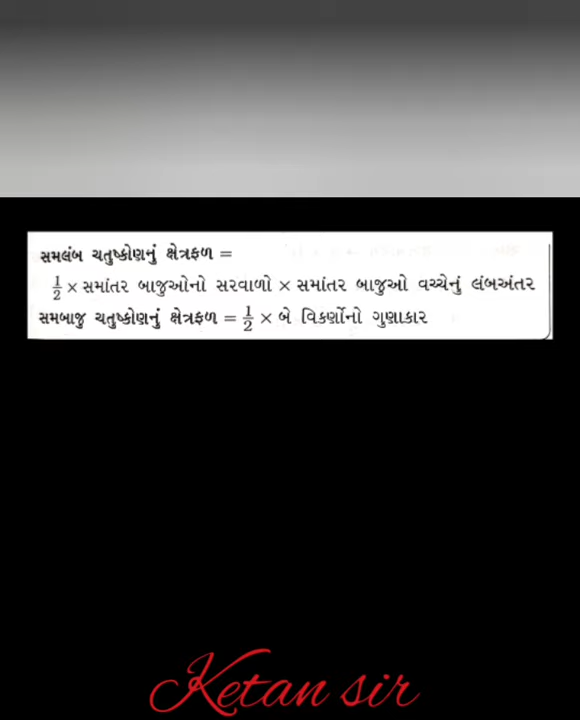 સમલંબ ચતુષ્કોણનું ક્ષેત્રફળ =
1/2 × સમાંતર બાજુઓનો સરવાળો × સમાંતર બાજુઓ વચ્ચેનું લંબઅંતર
સમબાજુ ચતુષ્કોણનું ક્ષેત્રફળ = 1/2 × બે વિકર્ણોનો ગુણાકાર
Ketan sir